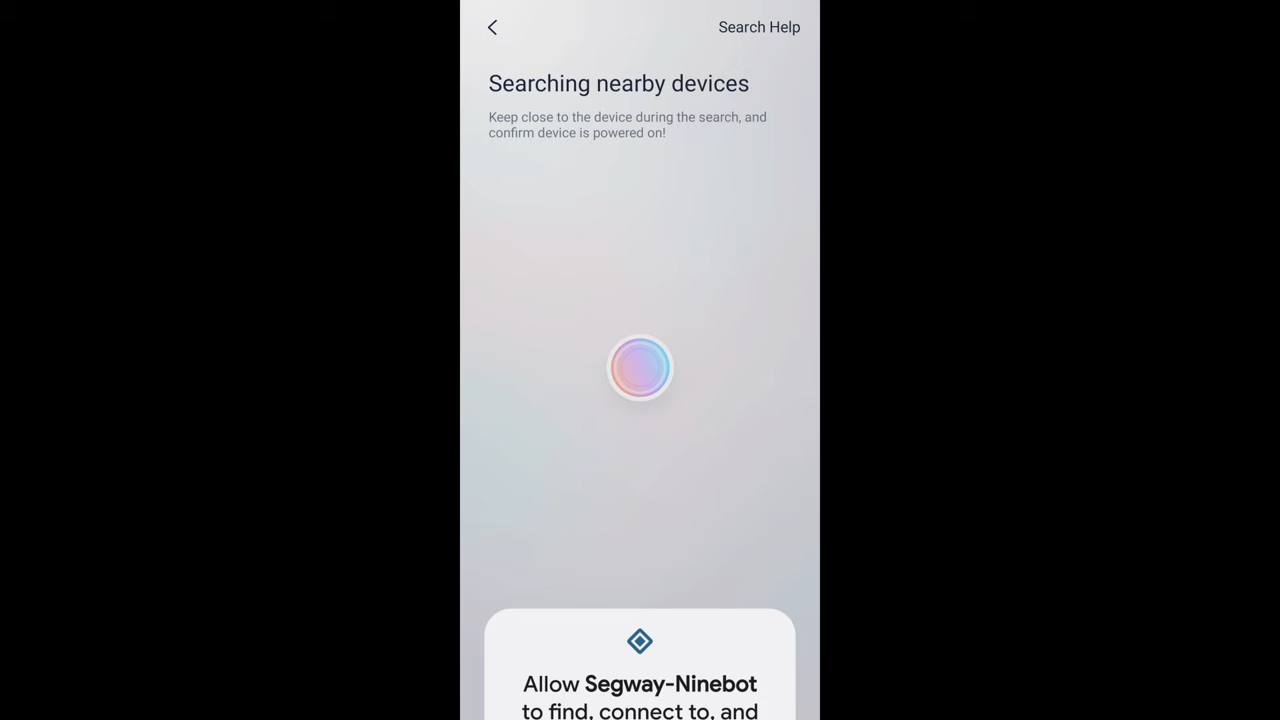 Search Help
Searching nearby devices
Keep close to the device during the search, and
confirm device is powered on!
Allow Segway-Ninebot
to find, connect to, and